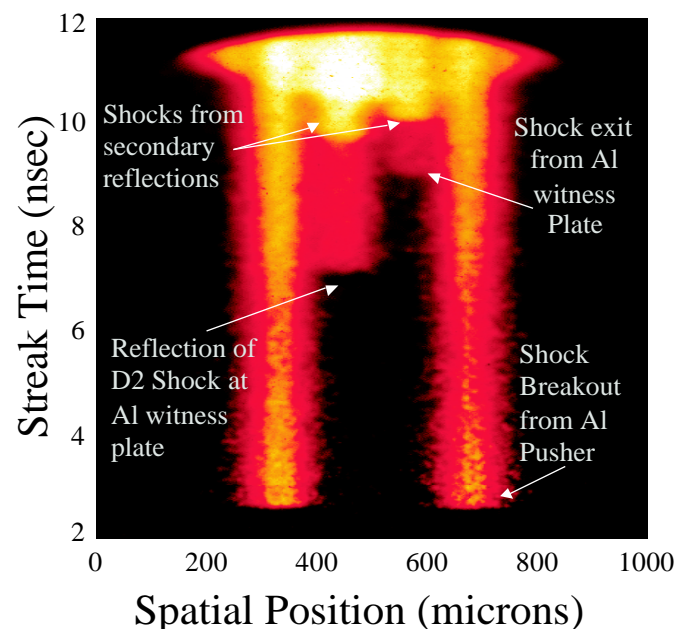 12
10
8
6
4
2
Streak Time (nsec)
Shocks from
secondary
reflections
Shock exit
from Al
witness
Plate
Reflection of
D2 Shock at
Al witness
plate
Shock
Breakout
from Al
Pusher
0
200
400
600
800
1000
Spatial Position (microns)